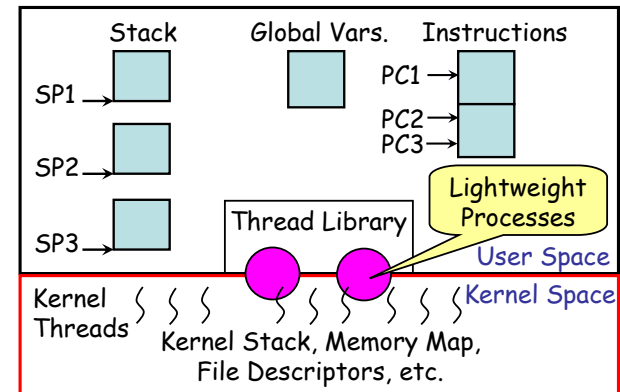 Stack
Global Vars.
Instructions
SP1
PC1
PC2
PC3
SP2
Lightweight
Processes
Thread Library
SP3
User Space
Kernel
Threads
Kernel Space
Kernel Stack, Memory Map,
File Descriptors, etc.